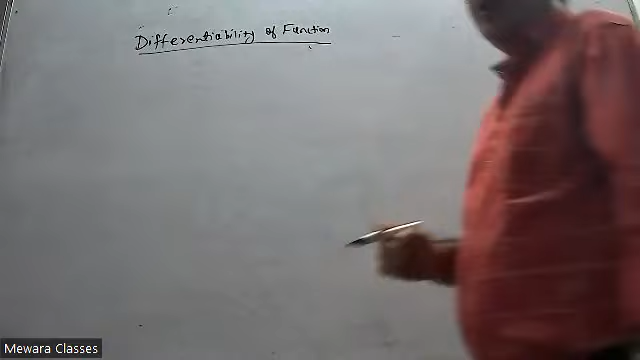 Differentiability of Function
Mewara Classes